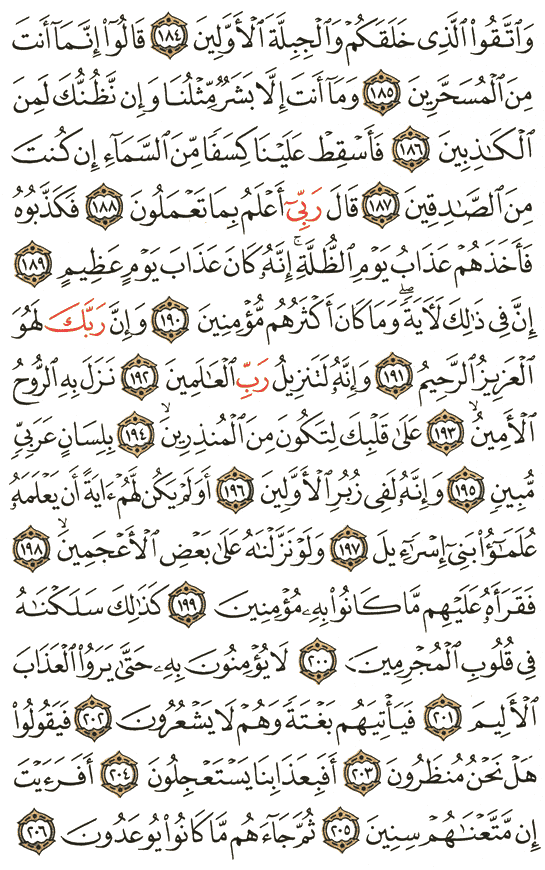 وَٱتَّقُوا۟ ٱلَّذِى خَلَقَكُمْ وَٱلْجِبِلَّةَ ٱلْأَوَّلِينَ ١٨٤ قَالُوٓا۟ إِنَّمَآ أَنتَ
مِنَ ٱلْمُسَحَّرِينَ ١٨٥ وَمَآ أَنتَ إِلَّا بَشَرٌ مِّثْلُنَا وَإِن نَّظُنُّكَ لَمِنَ
ٱلْكَـٰذِبِينَ ١٨٦ فَأَسْقِطْ عَلَيْنَا كِسَفًا مِّنَ ٱلسَّمَآءِ إِن كُنتَ
مِنَ ٱلصَّـٰدِقِينَ ١٨٧ قَالَ رَبِّىٓ أَعْلَمُ بِمَا تَعْمَلُونَ ١٨٨ فَكَذَّبُوهُ
فَأَخَذَهُمْ عَذَابُ يَوْمِ ٱلظُّلَّةِ ۚ إِنَّهُۥ كَانَ عَذَابَ يَوْمٍ عَظِيمٍ ١٨٩
إِنَّ فِى ذَٰلِكَ لَـَٔايَةً ۖ وَمَا كَانَ أَكْثَرُهُم مُّؤْمِنِينَ ١٩٠ وَإِنَّ رَبَّكَ لَهُوَ
ٱلْعَزِيزُ ٱلرَّحِيمُ ١٩١ وَإِنَّهُۥ لَتَنزِيلُ رَبِّ ٱلْعَـٰلَمِينَ ١٩٢ نَزَلَ بِهِ ٱلرُّوحُ
ٱلْأَمِينُ ۙ ١٩٣ عَلَىٰ قَلْبِكَ لِتَكُونَ مِنَ ٱلْمُنذِرِينَ ۙ ١٩٤ بِلِسَانٍ عَرَبِىٍّ
مُّبِينٍ ١٩٥ وَإِنَّهُۥ لَفِى زُبُرِ ٱلْأَوَّلِينَ ١٩٦ أَوَلَمْ يَكُن لَّهُمْ ءَايَةً أَن يَعْلَمَهُۥ
عُلَمَـٰٓؤُا۟ بَنِىٓ إِسْرَٰٓءِيلَ ١٩٧ وَلَوْ نَزَّلْنَـٰهُ عَلَىٰ بَعْضِ ٱلْأَعْجَمِينَ ۙ ١٩٨
فَقَرَأَهُۥ عَلَيْهِم مَّا كَانُوا۟ بِهِۦ مُؤْمِنِينَ ١٩٩ كَذَٰلِكَ سَلَكْنَـٰهُ
فِى قُلُوبِ ٱلْمُجْرِمِينَ ٢٠٠ لَا يُؤْمِنُونَ بِهِۦ حَتَّىٰ يَرَوُا۟ ٱلْعَذَابَ
ٱلْأَلِيمَ ٢٠١ فَيَأْتِيَهُم بَغْتَةً وَهُمْ لَا يَشْعُرُونَ ٢٠٢ فَيَقُولُوا۟
هَلْ نَحْنُ مُنظَرُونَ ٢٠٣ أَفَبِعَذَابِنَا يَسْتَعْجِلُونَ ٢٠٤ أَفَرَءَيْتَ
إِن مَّتَّعْنَـٰهُمْ سِنِينَ ٢٠٥ ثُمَّ جَآءَهُم مَّا كَانُوا۟ يُوعَدُونَ ٢٠٦